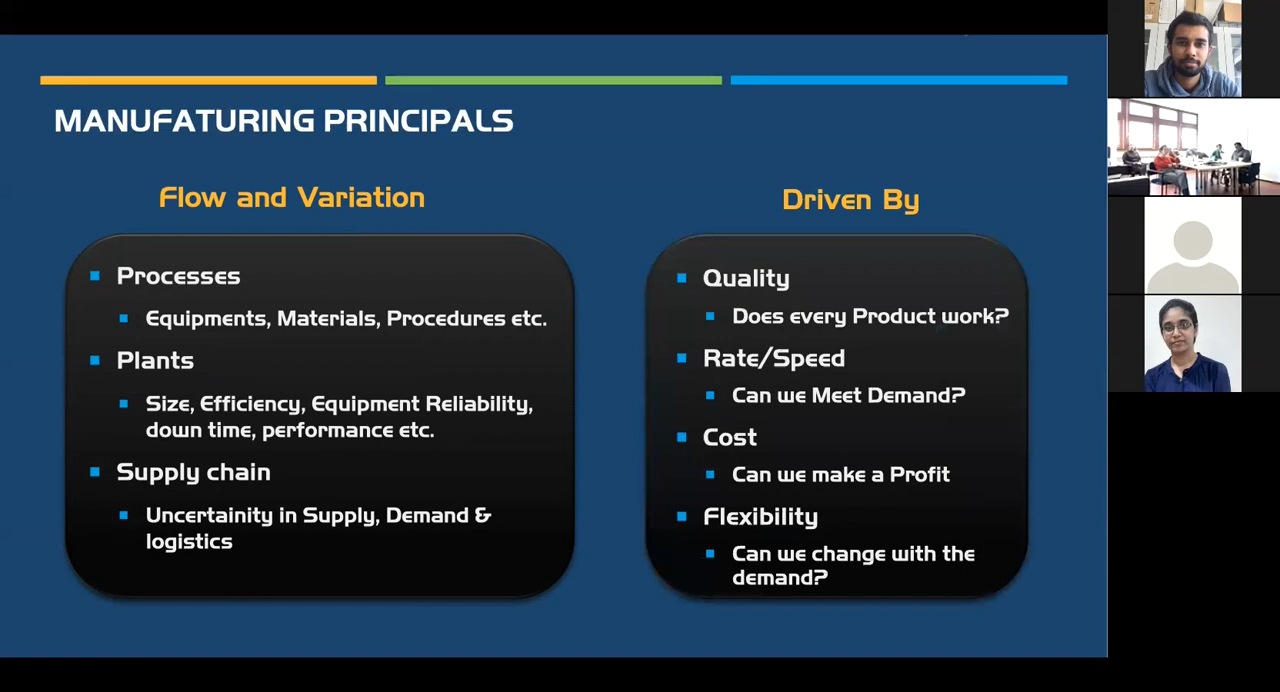 MANUFATURING PRINCIPALS
Flow and Variation
Processes
Equipments, Materials, Procedures etc.
Plants
Size, Efficiency, Equipment Reliability,
down time, performance etc.
Supply chain
Uncertainity in Supply, Demand &
logistics
Driven By
Quality
Does every Product work?
Rate/Speed
Can we Meet Demand?
Cost
Can we make a Profit
Flexibility
Can we change with the
demand?